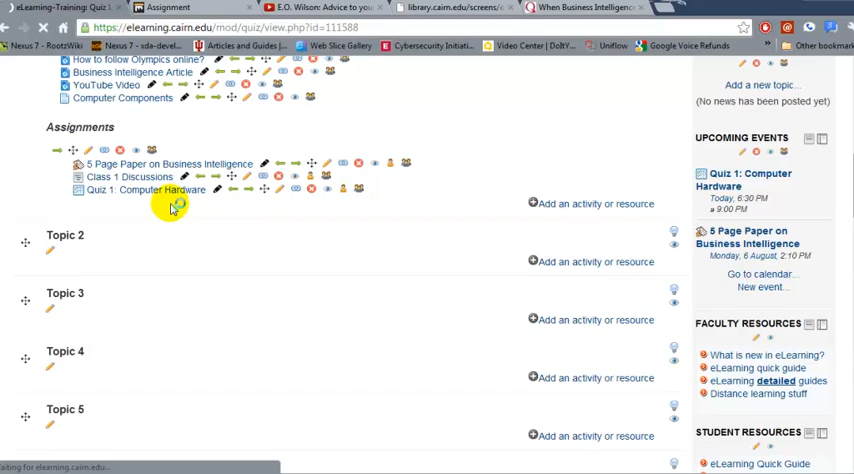 eLearning-Training: Quiz 1
Assignment
E.O. Wilson: Advice to you
library.cairn.edu/screens/
When Business Intelligence
https://elearning.cairn.edu/mod/quiz/view.php?id=111588
Nexus 7 - RootzWiki
Nexus 7 - xda-develo...
Articles and Guides |...
Web Slice Gallery
Cybersecurity Initiati...
Video Center | DoItY...
Uniflow
Google Voice Refunds
»
Other bookmark
How to follow Olympics online?
Business Intelligence Article
YouTube Video
Computer Components
Assignments
5 Page Paper on Business Intelligence
Class 1 Discussions
Quiz 1: Computer Hardware
Add an activity or resource
Topic 2
Add an activity or resource
Topic 3
Add an activity or resource
Topic 4
Add an activity or resource
Topic 5
Add an activity or resource
Add a new topic...
(No news has been posted yet)
UPCOMING EVENTS
Quiz 1: Computer
Hardware
Today, 6:30 PM
» 9:00 PM
5 Page Paper on
Business Intelligence
Monday, 6 August, 2:10 PM
Go to calendar...
New event...
FACULTY RESOURCES
What is new in eLearning?
eLearning quick guide
eLearning detailed guides
Distance learning stuff
STUDENT RESOURCES
eLearning Quick Guide
Waiting for elearning.cairn.edu...